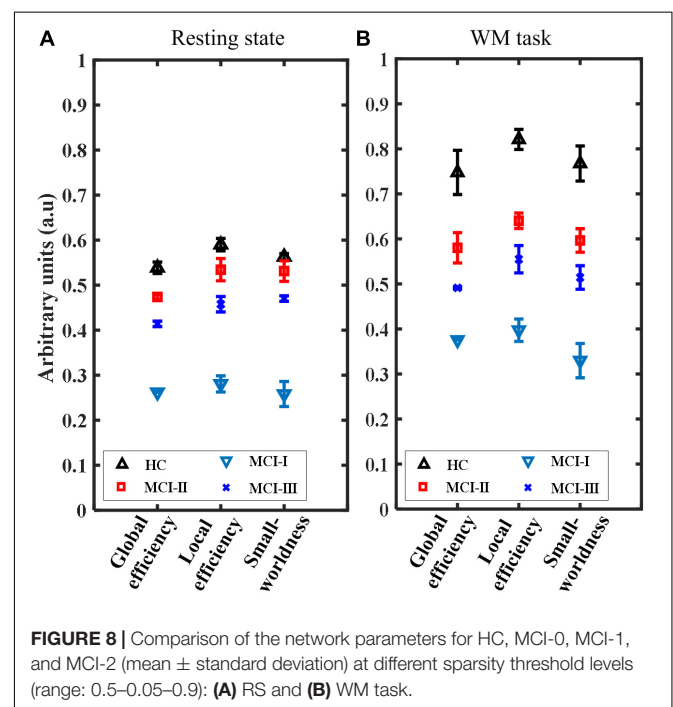 A Resting state
B WM task
Arbitrary units (a.u)
1
0.9
0.8
0.7
0.6
0.5
0.4
0.3
0.2
0.1
0
HC
MCI-I
MCI-II
MCI-III
Global efficiency
Local efficiency
Small-worldness
1
0.9
0.8
0.7
0.6
0.5
0.4
0.3
0.2
0.1
0
HC
MCI-I
MCI-II
MCI-III
Global efficiency
Local efficiency
Small-worldness
FIGURE 8 | Comparison of the network parameters for HC, MCI-0, MCI-1,
and MCI-2 (mean ± standard deviation) at different sparsity threshold levels
(range: 0.5–0.05–0.9): (A) RS and (B) WM task.